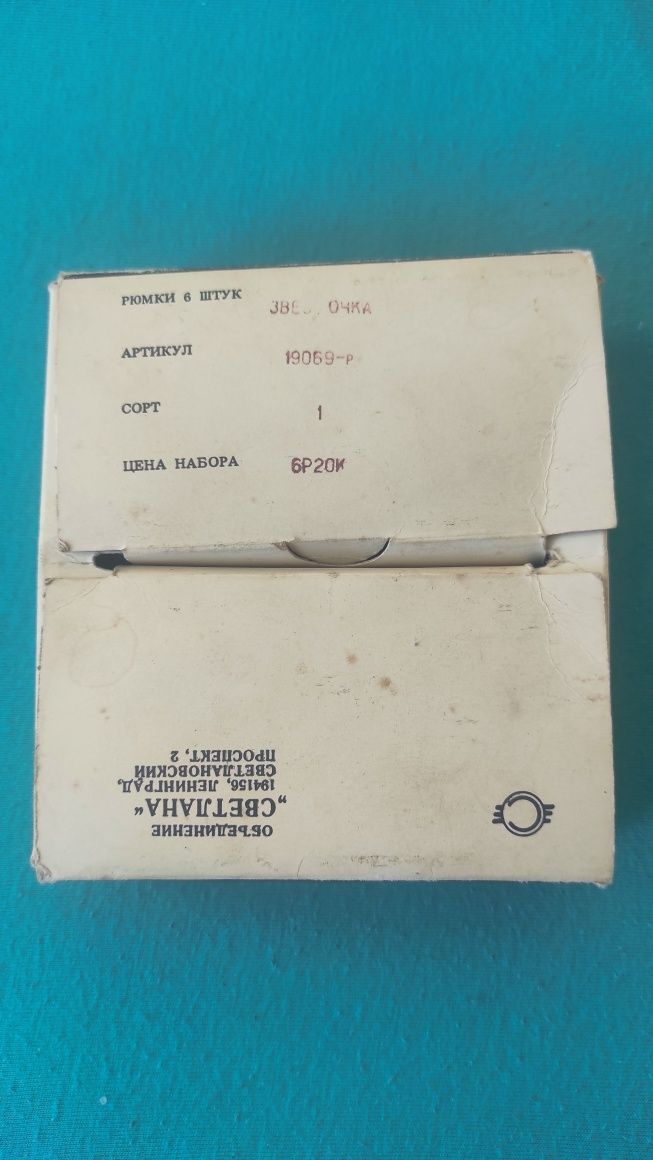 РЮМКИ 6 ШТУК
АРТИКУЛ 19069-Р
СОРТ 1
ЦЕНА НАБОРА 6Р20К
ОБЪЕДИНЕНИЕ
„СВЕТЛАНА“
194156, ЛЕНИНГРАД,
СВЕТЛАНОВСКИЙ
ПРОСПЕКТ, 2